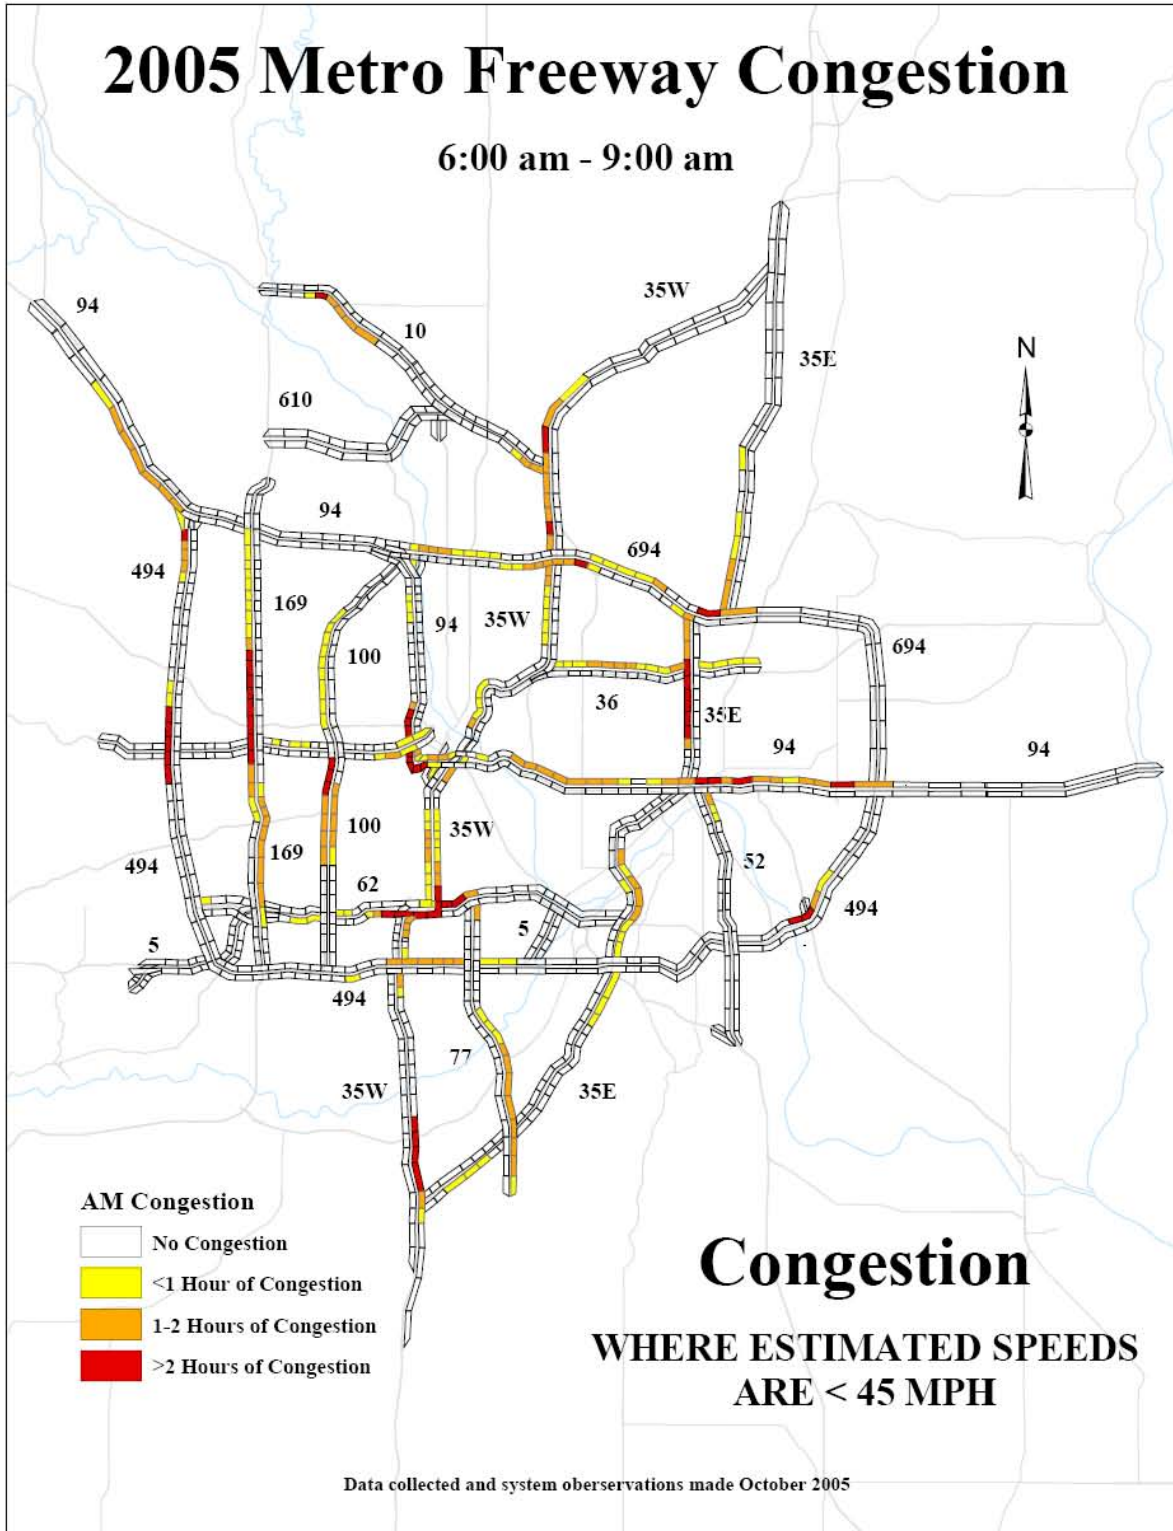 2005 Metro Freeway Congestion
6:00 am - 9:00 am
35W
94
10
N
35E
610
94
694
494
169
94
35W
100
694
36
35E
94
94
100
35W
169
494
62
52
494
5
5
494
77
35W
35E
AM Congestion
No Congestion
<1 Hour of Congestion
1-2 Hours of Congestion
>2 Hours of Congestion
Congestion
WHERE ESTIMATED SPEEDS
ARE < 45 MPH
Data collected and system oberservations made October 2005